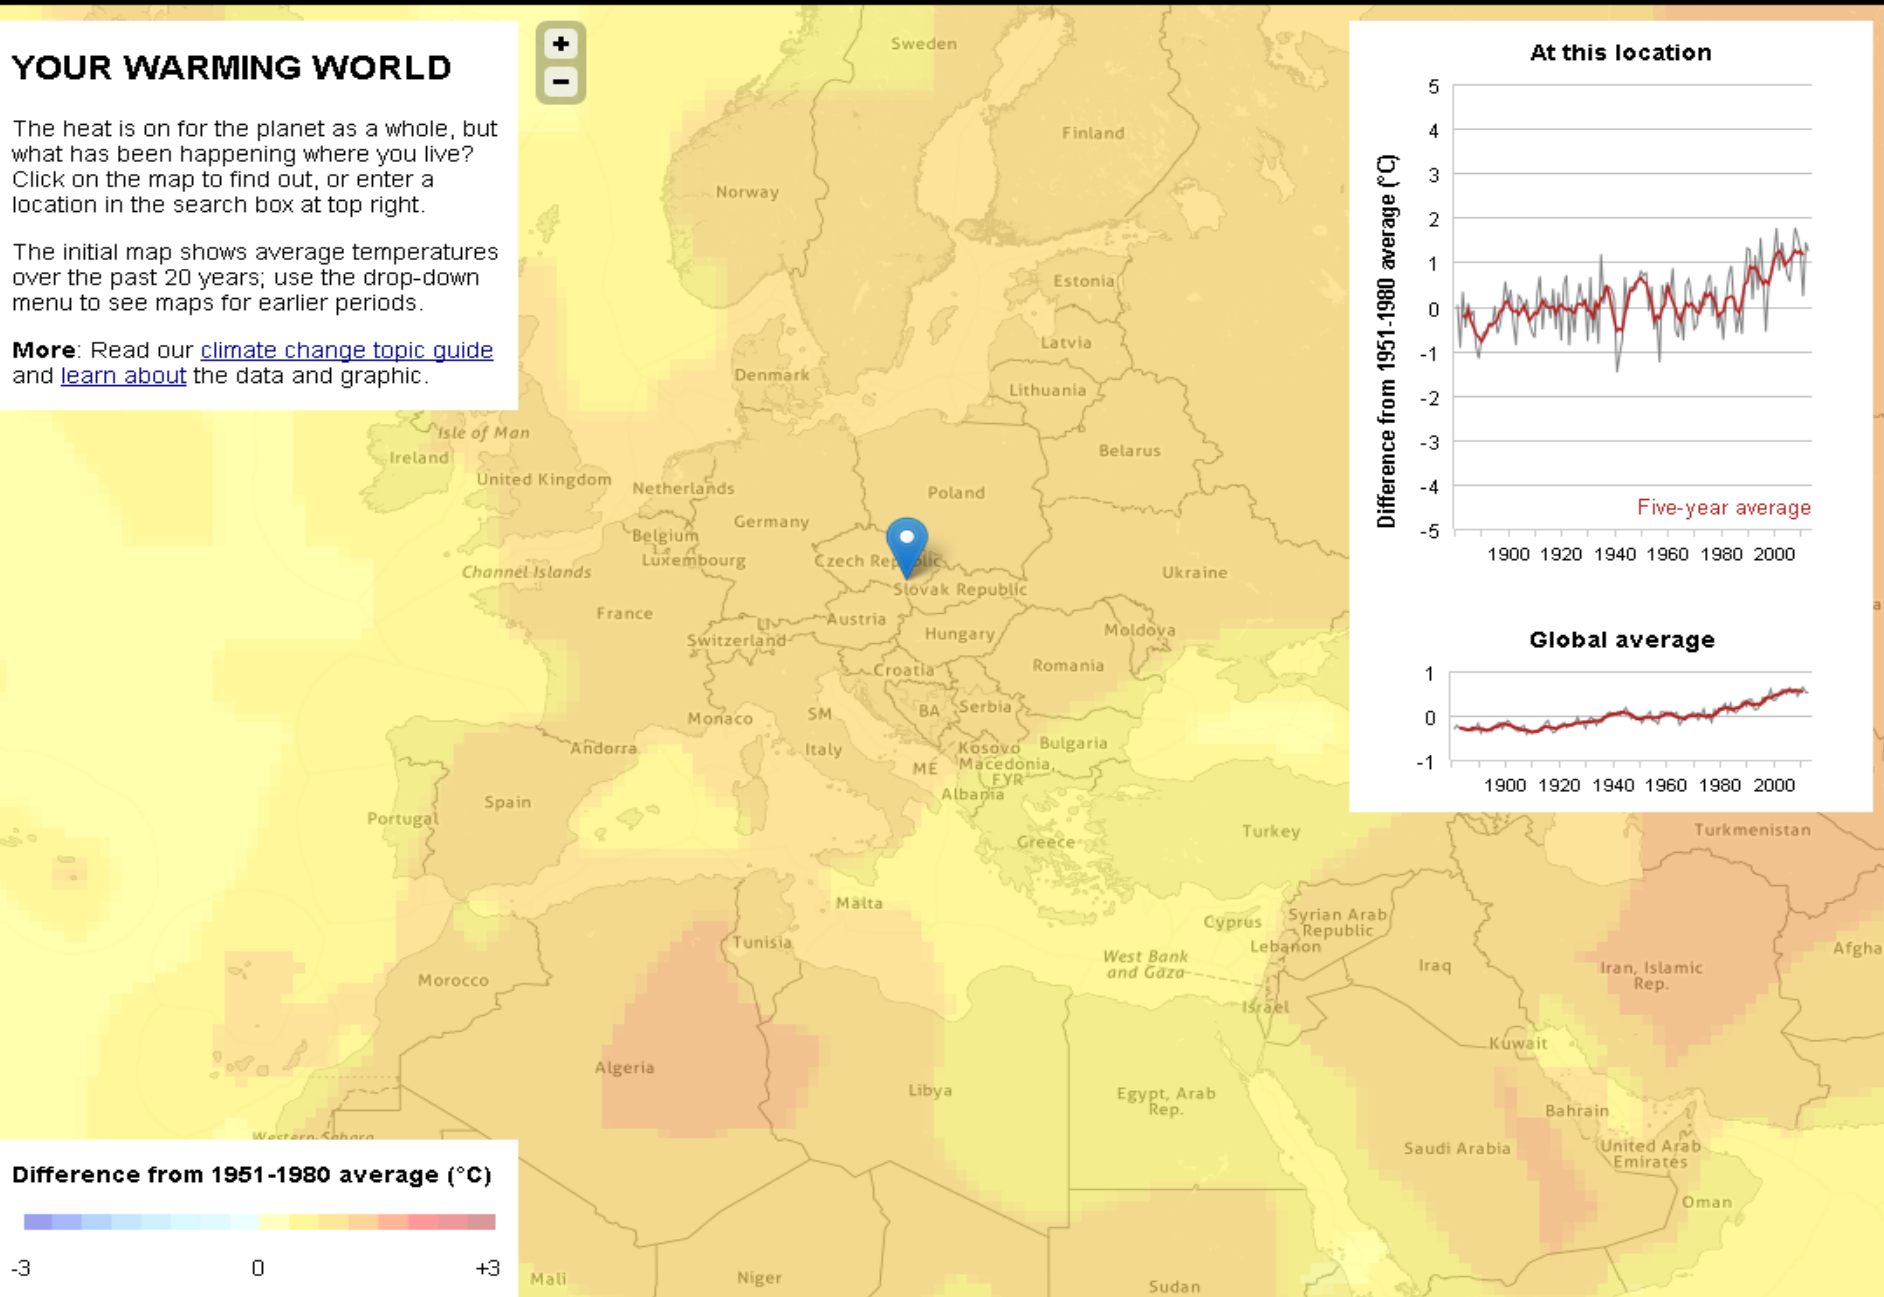 YOUR WARMING WORLD
The heat is on for the planet as a whole, but
what has been happening where you live?
Click on the map to find out, or enter a
location in the search box at top right.
The initial map shows average temperatures
over the past 20 years; use the drop-down
menu to see maps for earlier periods.
More: Read our climate change topic guide
and learn about the data and graphic.
+
−
Sweden
Finland
Norway
Estonia
Latvia
Denmark
Lithuania
Isle of Man
Ireland
Belarus
United Kingdom
Netherlands
Poland
Germany
Belgium
Luxembourg
Czech Republic
Channel Islands
Ukraine
Slovak Republic
France
Austria
LI
Switzerland
Hungary
Moldova
Croatia
Romania
Monaco
SM
BA
Serbia
Andorra
Italy
Kosovo
Bulgaria
ME
Macedonia,
FYR
Albania
Spain
Portugal
Greece
Turkey
Turkmenistan
Malta
Cyprus
Syrian Arab
Republic
Tunisia
Lebanon
Afgha
West Bank
and Gaza
Morocco
Iraq
Iran, Islamic
Rep.
Israel
Kuwait
Algeria
Libya
Egypt, Arab
Rep.
Bahrain
Western Sahara
Saudi Arabia
United Arab
Emirates
Oman
Mali
Niger
Sudan
At this location
Difference from 1951-1980 average (°C)
5
4
3
2
1
0
-1
-2
-3
-4
-5
Five-year average
1900 1920 1940 1960 1980 2000
Global average
1
0
-1
1900 1920 1940 1960 1980 2000
Difference from 1951-1980 average (°C)
-3 0 +3